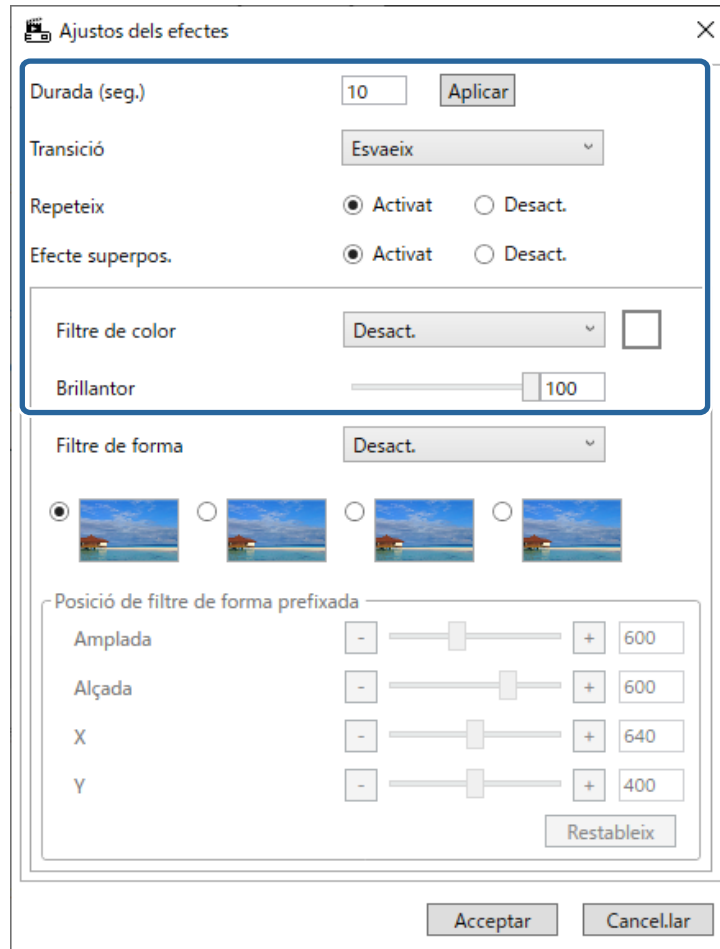 Ajustos dels efectes
Durada (seg.) 10 Aplicar
Transició Esvaeix
Repeteix Activat Desact.
Efecte superpos. Activat Desact.
Filtre de color Desact.
Brillantor 100
Filtre de forma Desact.
Posició de filtre de forma prefixada
Amplada - + 600
Alçada - + 600
X - + 640
Y - + 400
Restableix
Acceptar Cancel.lar